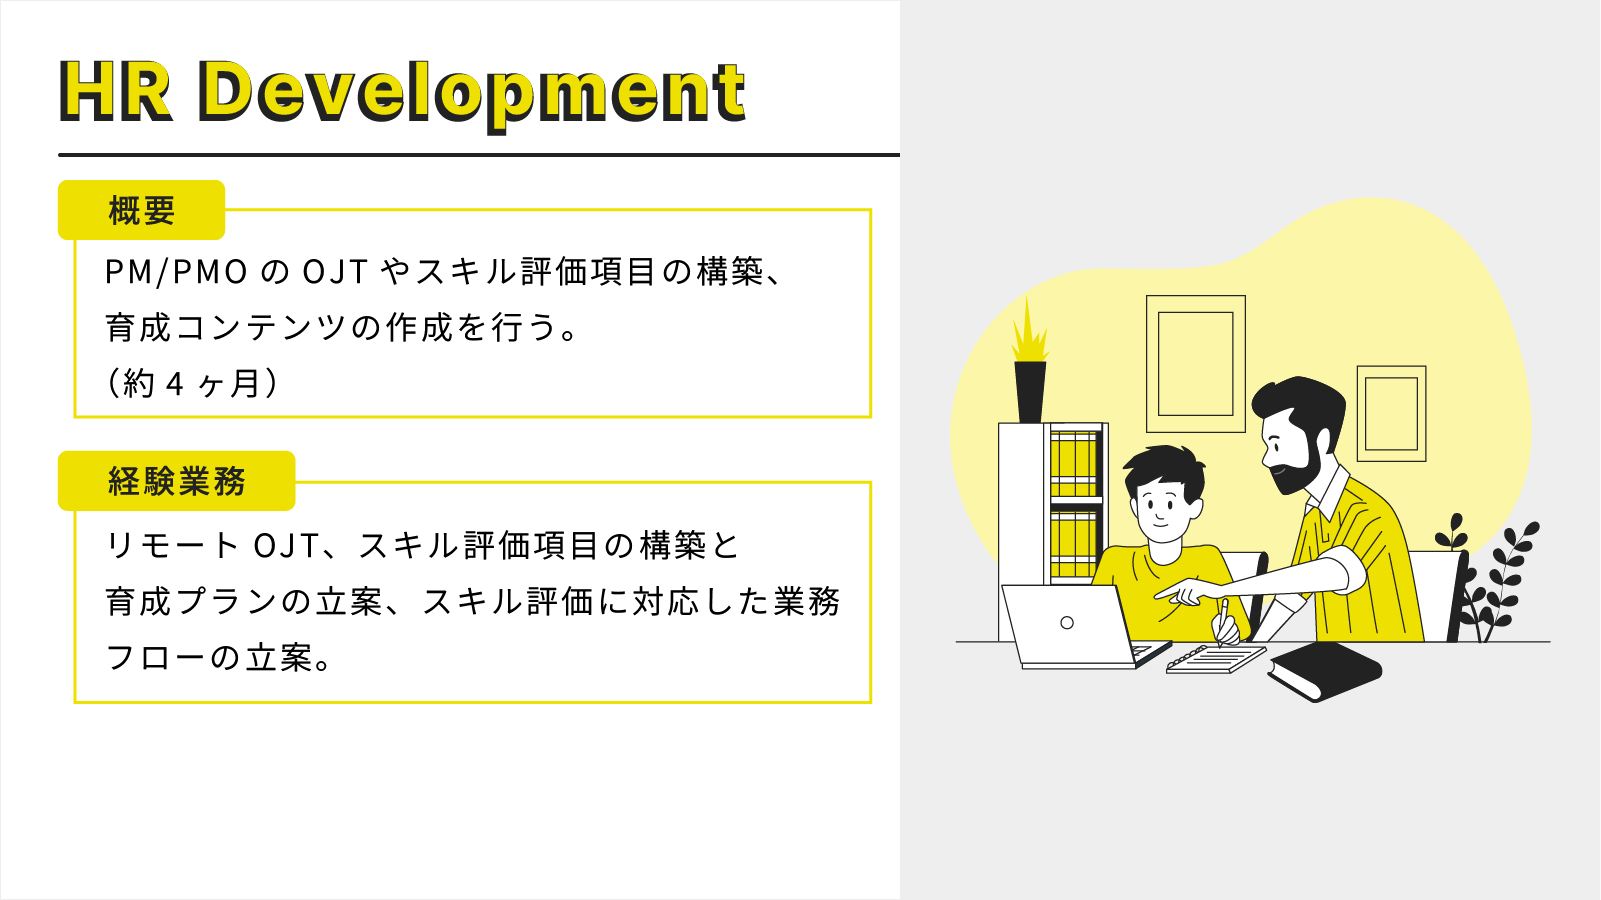 HR Development
概要
PM/PMO の OJT やスキル評価項目の構築、
育成コンテンツの作成を行う。
（約 4 ヶ月）
経験業務
リモート OJT、スキル評価項目の構築と
育成プランの立案、スキル評価に対応した業務
フローの立案。